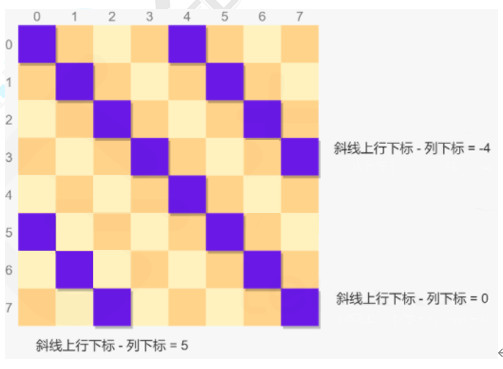 0 1 2 3 4 5 6 7
0
1
2
3
斜线上行下标 - 列下标 = -4
4
5
6
7
斜线上行下标 - 列下标 = 0
斜线上行下标 - 列下标 = 5